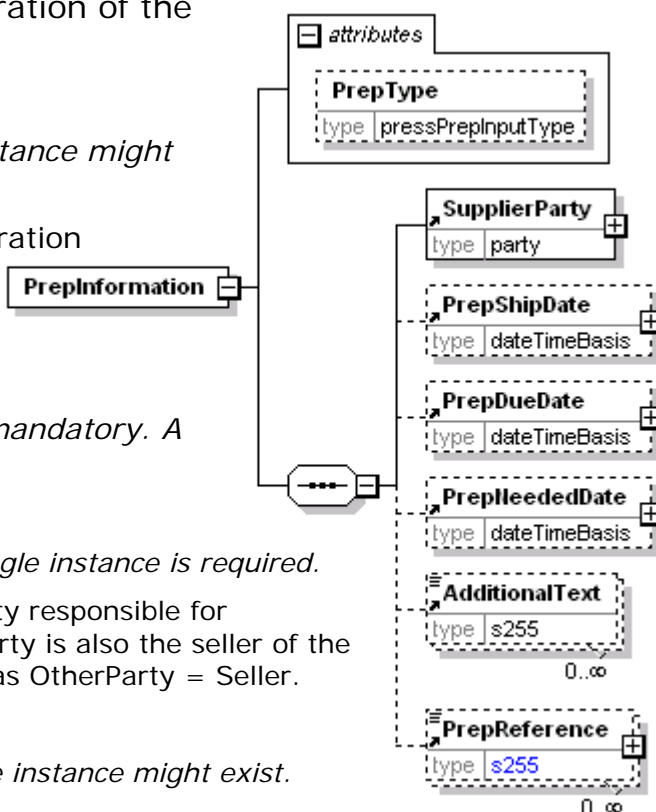 ration of the
attributes
PrepType
type pressPrepInputType
tance might
ration
PrepInformation
SupplierParty
type party
PrepShipDate
type dateTimeBasis
PrepDueDate
type dateTimeBasis
mandatory. A
PrepNeededDate
type dateTimeBasis
gle instance is required.
ty responsible for
rty is also the seller of the
as OtherParty = Seller.
AdditionalText
type s255
0..∞
PrepReference
type s255
0..∞
e instance might exist.